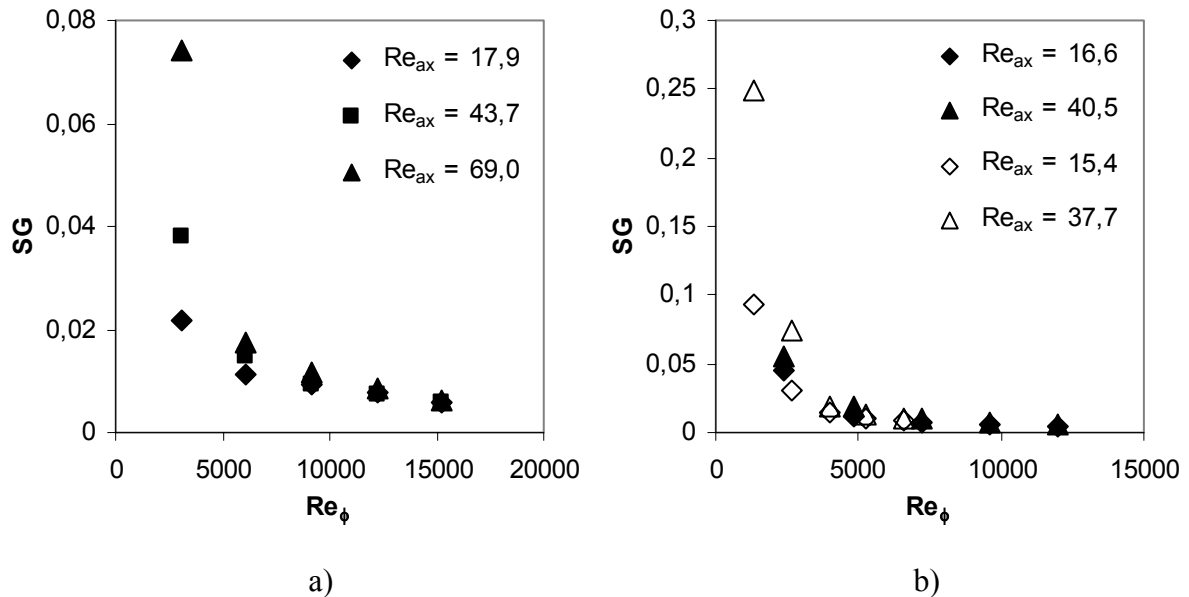 0,08
0,06
0,04
0,02
0
SG
0 5000 10000 15000 20000
Re_ϕ
Re_ax = 17,9
Re_ax = 43,7
Re_ax = 69,0
a)
0,3
0,25
0,2
0,15
0,1
0,05
0
SG
0 5000 10000 15000
Re_ϕ
Re_ax = 16,6
Re_ax = 40,5
Re_ax = 15,4
Re_ax = 37,7
b)